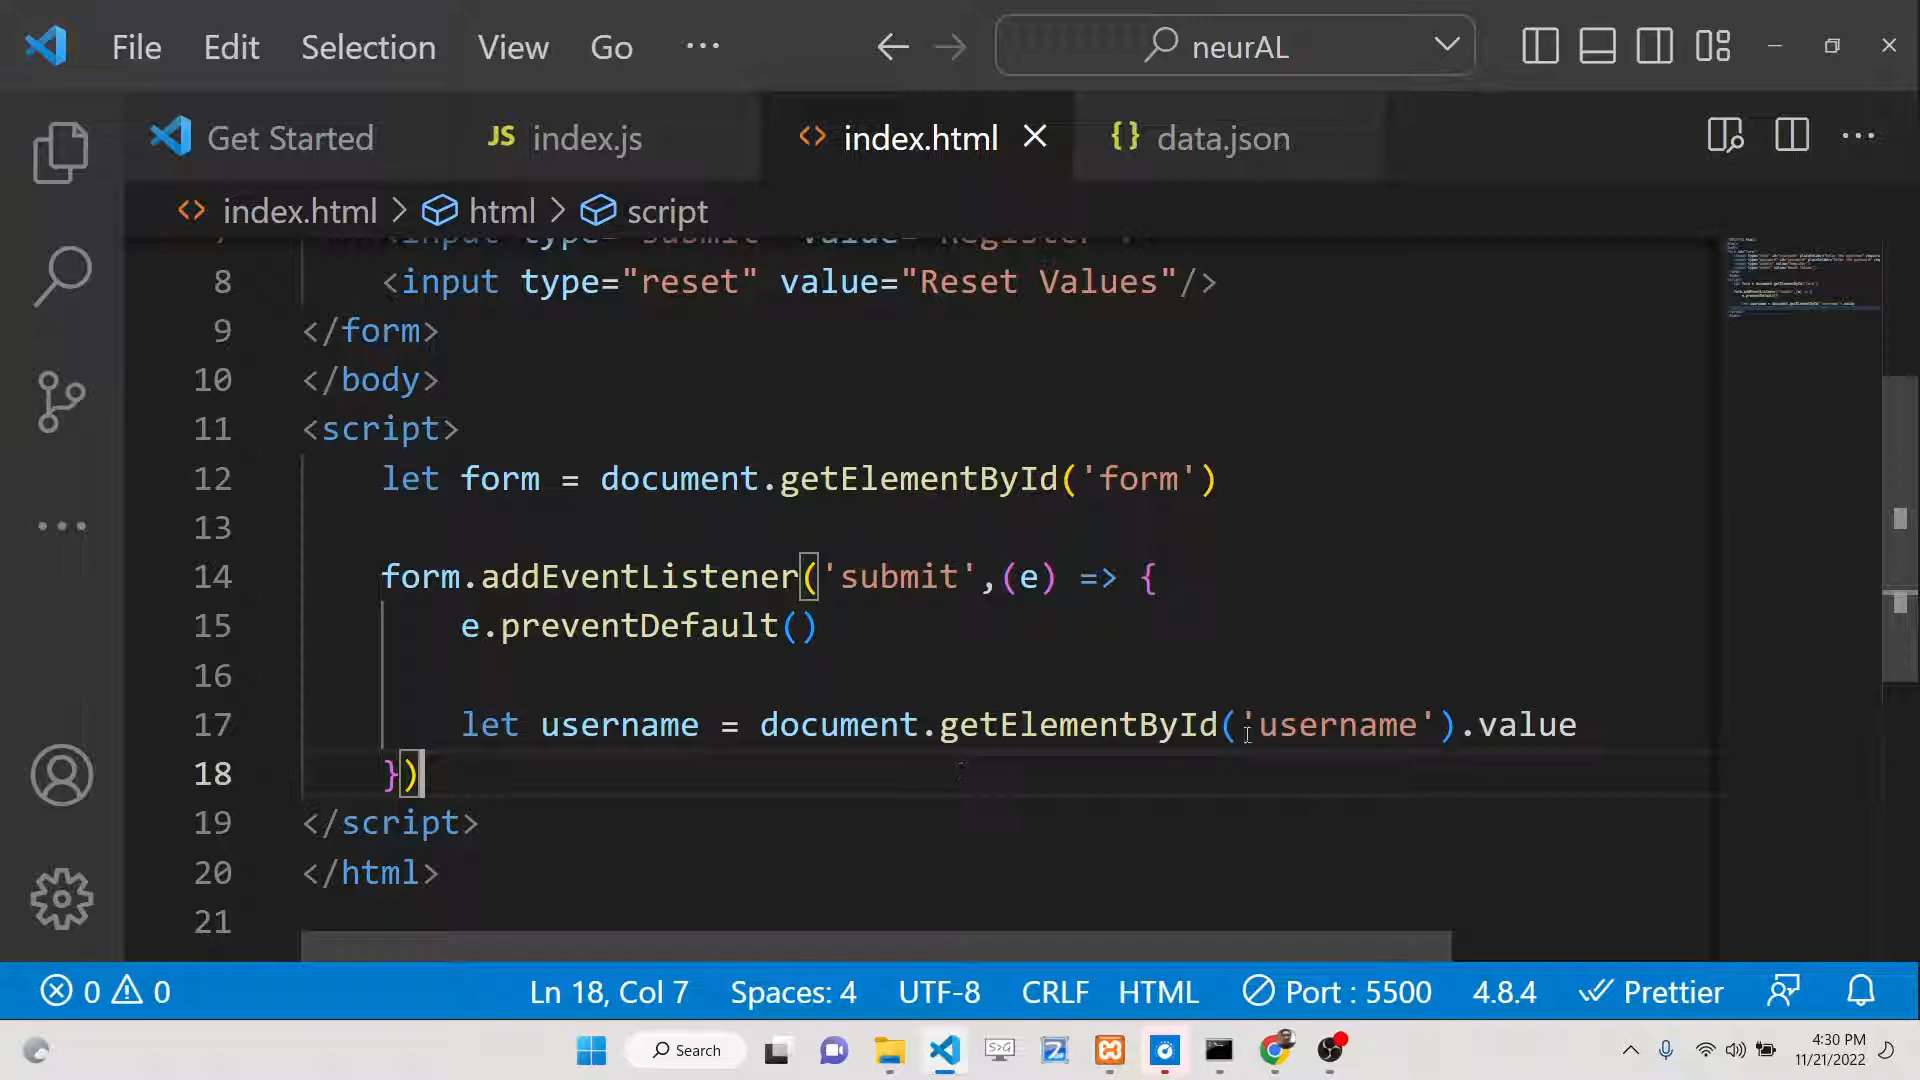 File Edit Selection View Go ···
neurAL
Get Started
JS index.js
<> index.html
{} data.json
<> index.html > html > script
8 <input type="reset" value="Reset Values"/>
9 </form>
10 </body>
11 <script>
12 let form = document.getElementById('form')
13
14 form.addEventListener('submit',(e) => {
15 e.preventDefault()
16
17 let username = document.getElementById('username').value
18 })
19 </script>
20 </html>
21
0 0 Ln 18, Col 7 Spaces: 4 UTF-8 CRLF HTML Port : 5500 4.8.4 Prettier
Search
4:30 PM
11/21/2022